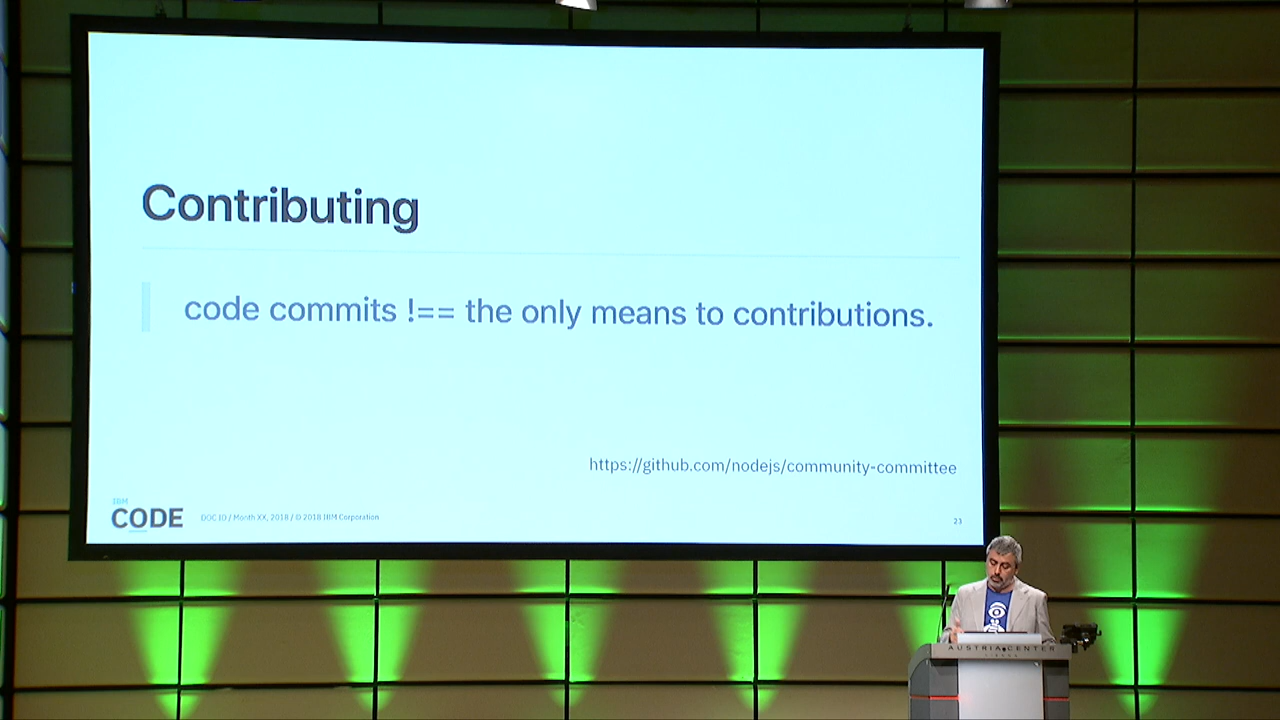 Contributing
code commits !== the only means to contributions.
https://github.com/nodejs/community-committee
IBM
CODE
DOC ID / Month XX, 2018 / © 2018 IBM Corporation
23
AUSTRIA CENTER
VIENNA